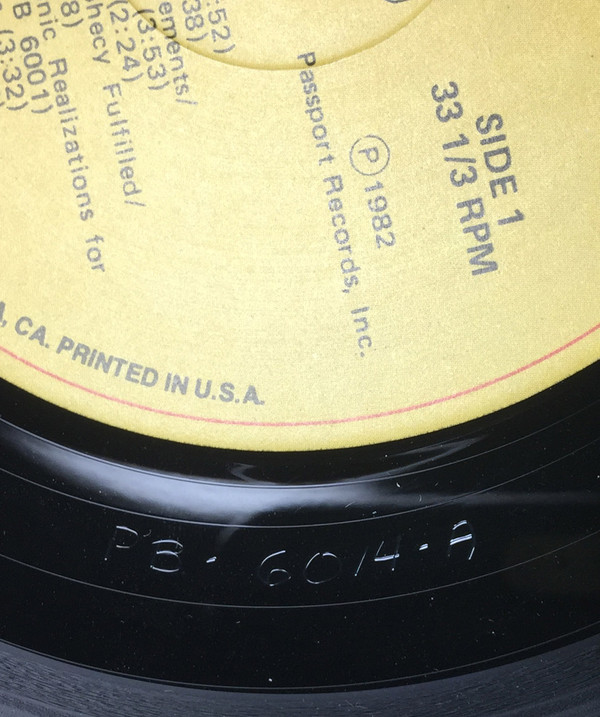 SIDE 1
33 1/3 RPM
℗ 1982
Passport Records, Inc.
:52)
38)
ements/
(3:53)
(2:24)
hecy Fulfilled/
8)
nic Realizations for
B 6001)
(3:32)
, CA. PRINTED IN U.S.A.
PB - 6014 - A